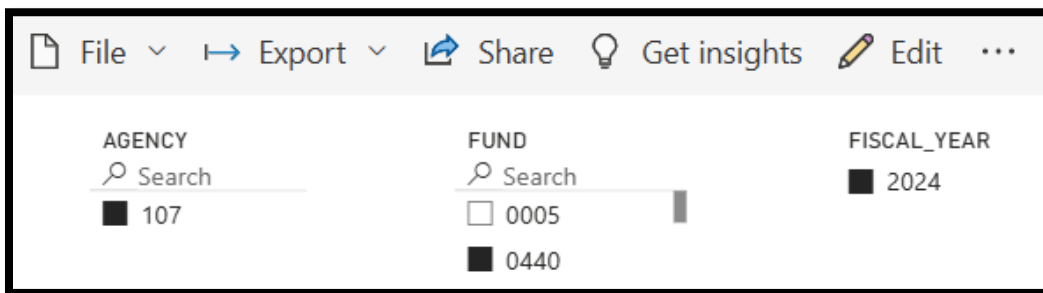 File Export Share Get insights Edit ...
AGENCY FUND FISCAL_YEAR
Search Search 2024
107 0005
0440